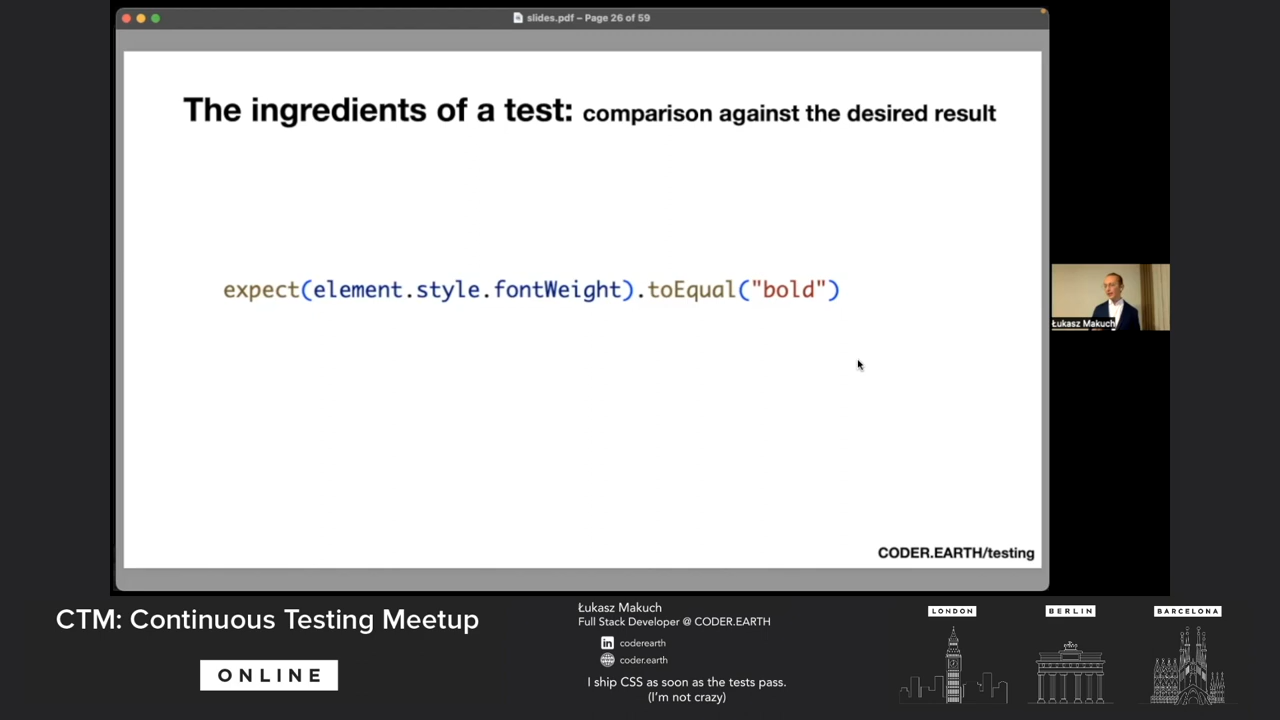 slides.pdf – Page 26 of 59
The ingredients of a test: comparison against the desired result
expect(element.style.fontWeight).toEqual("bold")
CODER.EARTH/testing
Łukasz Makuch
CTM: Continuous Testing Meetup
ONLINE
Łukasz Makuch
Full Stack Developer @ CODER.EARTH
in coderearth
coder.earth
I ship CSS as soon as the tests pass.
(I'm not crazy)
LONDON
BERLIN
BARCELONA